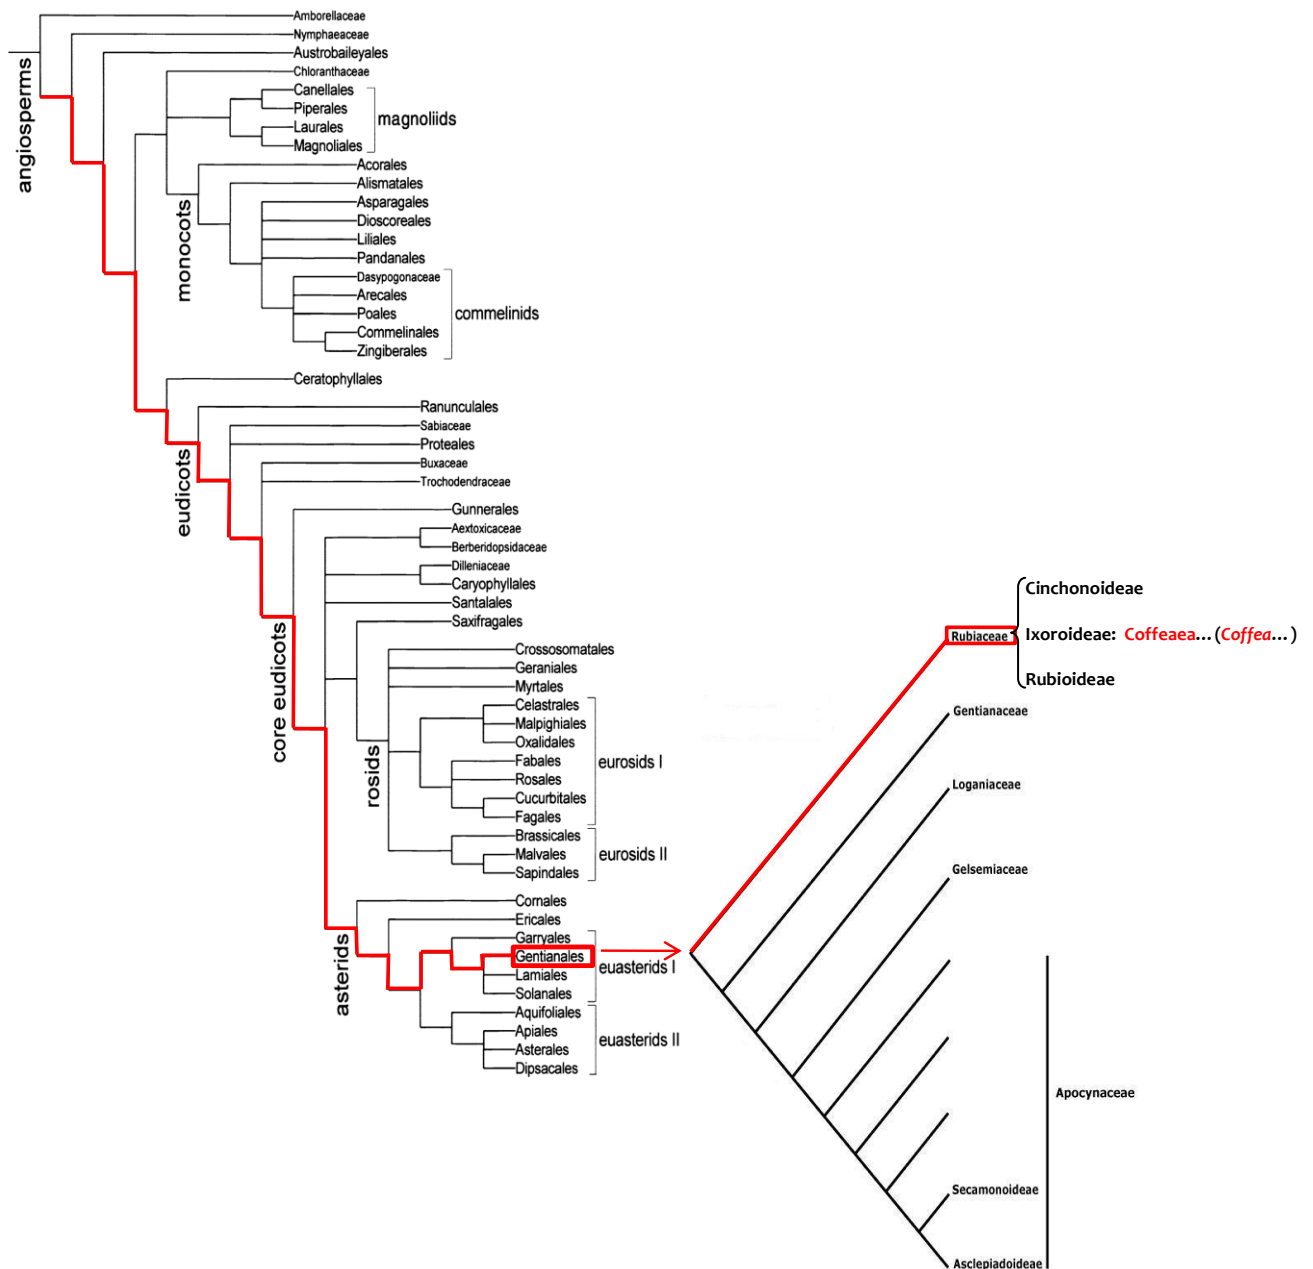 Amborellaceae
Nymphaeaceae
Austrobaileyales
Chloranthaceae
Canellales
Piperales
Laurales
Magnoliales
magnoliids
angiosperms
Acorales
Alismatales
Asparagales
Dioscoreales
Liliales
Pandanales
Dasypogonaceae
Arecales
Poales
Commelinales
Zingiberales
commelinids
monocots
Ceratophyllales
Ranunculales
Sabiaceae
Proteales
Buxaceae
Trochodendraceae
eudicots
Gunnerales
Aextoxicaceae
Berberidopsidaceae
Dilleniaceae
Caryophyllales
Santalales
Saxifragales
core eudicots
Crossosomatales
Geraniales
Myrtales
Celastrales
Malpighiales
Oxalidales
Fabales
Rosales
Cucurbitales
Fagales
eurosids I
rosids
Brassicales
Malvales
Sapindales
eurosids II
Cornales
Ericales
Garryales
Gentianales
Lamiales
Solanales
euasterids I
asterids
Aquifoliales
Apiales
Asterales
Dipsacales
euasterids II
Rubiaceae
Cinchonoideae
Ixoroideae: Coffeaea... (Coffea... )
Rubioideae
Gentianaceae
Loganiaceae
Gelsemiaceae
Apocynaceae
Secamonoideae
Asclepiadoideae